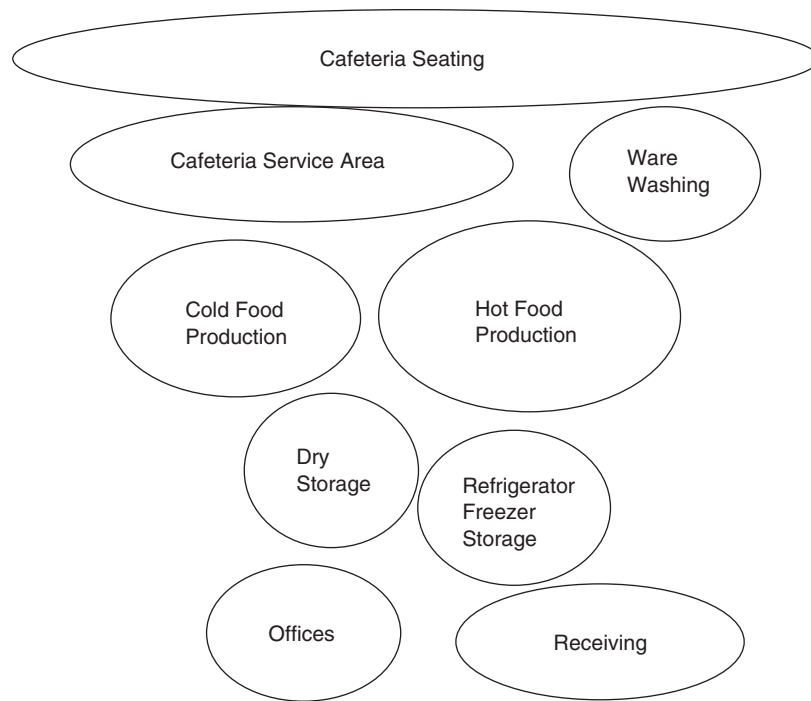 Cafeteria Seating
Cafeteria Service Area
Ware
Washing
Cold Food
Production
Hot Food
Production
Dry
Storage
Refrigerator
Freezer
Storage
Offices
Receiving